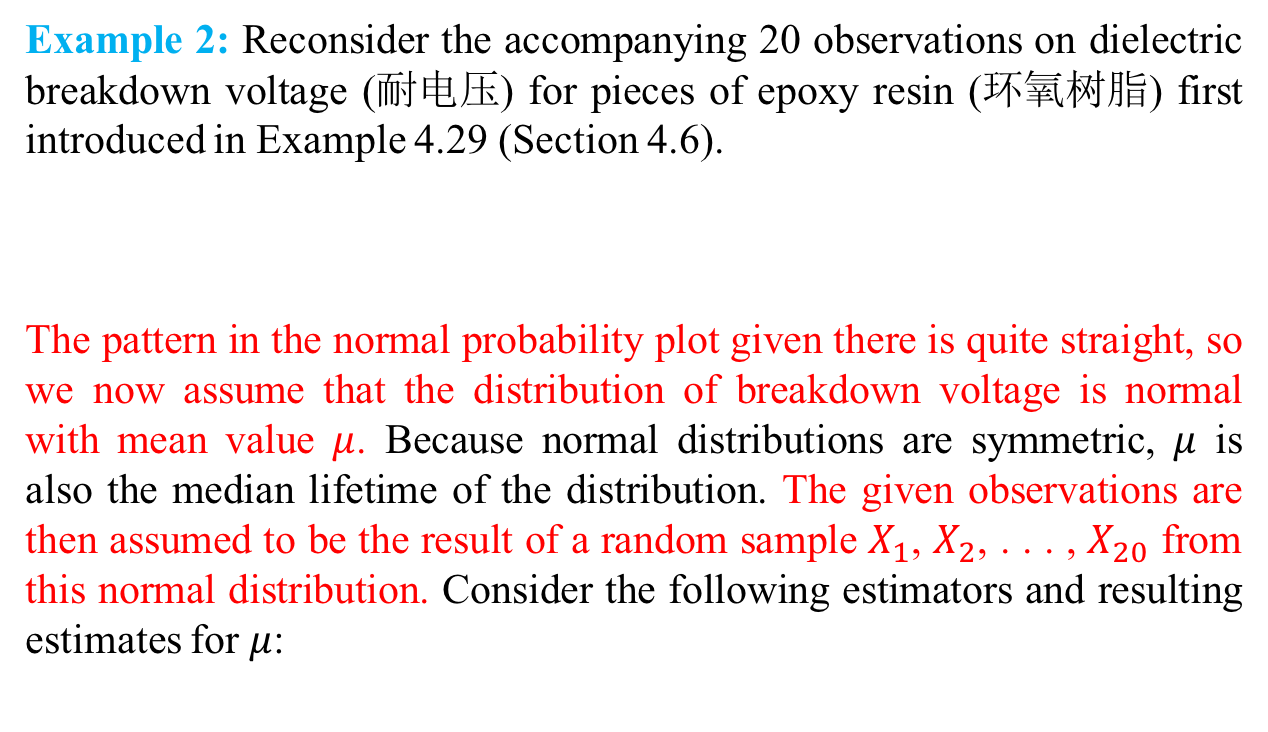 Example 2: Reconsider the accompanying 20 observations on dielectric
breakdown voltage (耐电压) for pieces of epoxy resin (环氧树脂) first
introduced in Example 4.29 (Section 4.6).
The pattern in the normal probability plot given there is quite straight, so
we now assume that the distribution of breakdown voltage is normal
with mean value μ. Because normal distributions are symmetric, μ is
also the median lifetime of the distribution. The given observations are
then assumed to be the result of a random sample X₁, X₂, . . . , X₂₀ from
this normal distribution. Consider the following estimators and resulting
estimates for μ: